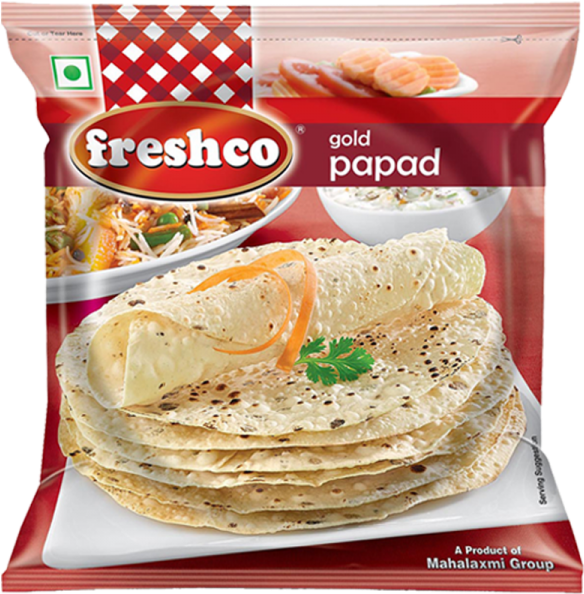 Cut or Tear Here
freshco®
gold
papad
Serving Suggestion
A Product of
Mahalaxmi Group